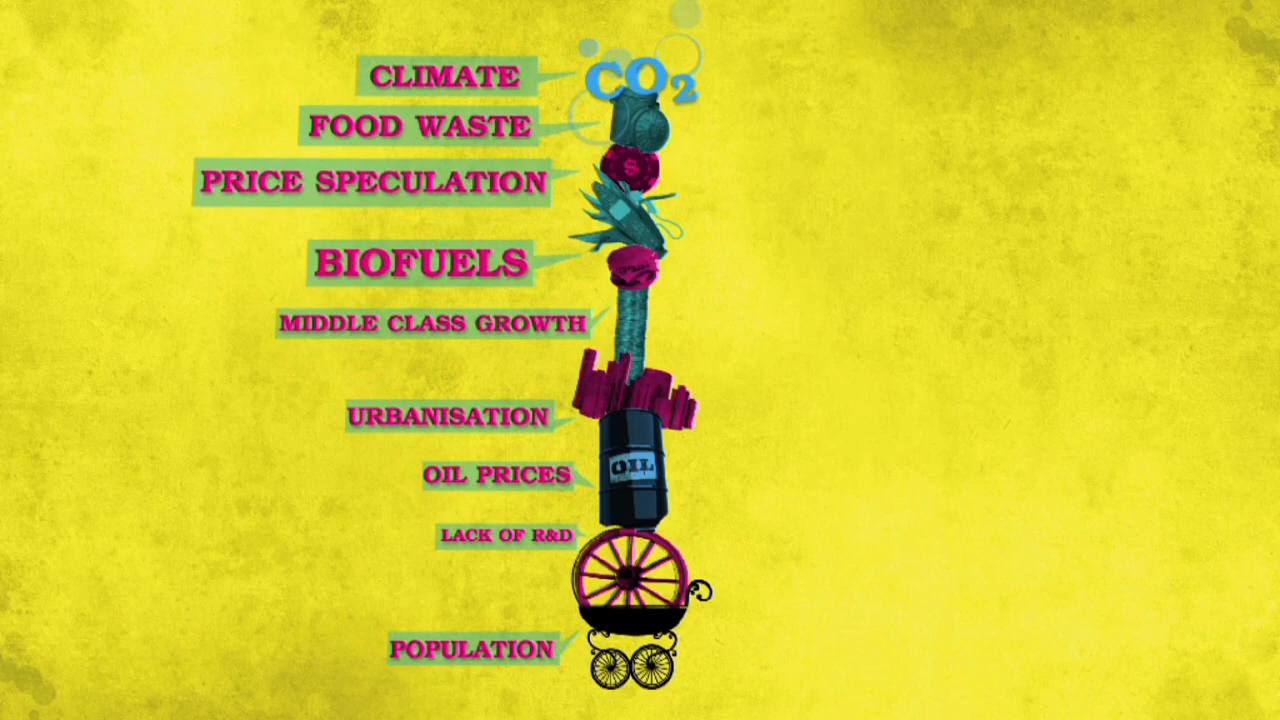 CLIMATE
CO2
FOOD WASTE
PRICE SPECULATION
BIOFUELS
MIDDLE CLASS GROWTH
URBANISATION
OIL PRICES
OIL
LACK OF R&D
POPULATION